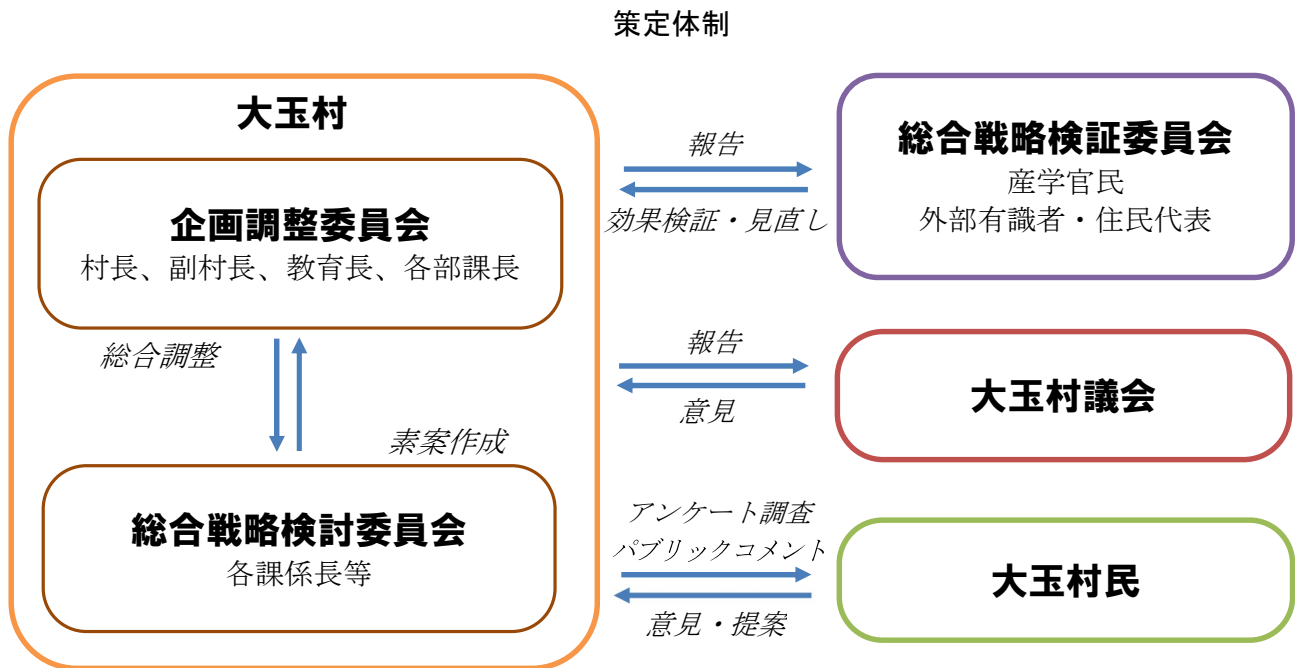 策定体制
大玉村
企画調整委員会
村長、副村長、教育長、各部課長
総合調整
素案作成
総合戦略検討委員会
各課係長等
報告
効果検証・見直し
総合戦略検証委員会
産学官民
外部有識者・住民代表
報告
意見
大玉村議会
アンケート調査
パブリックコメント
意見・提案
大玉村民